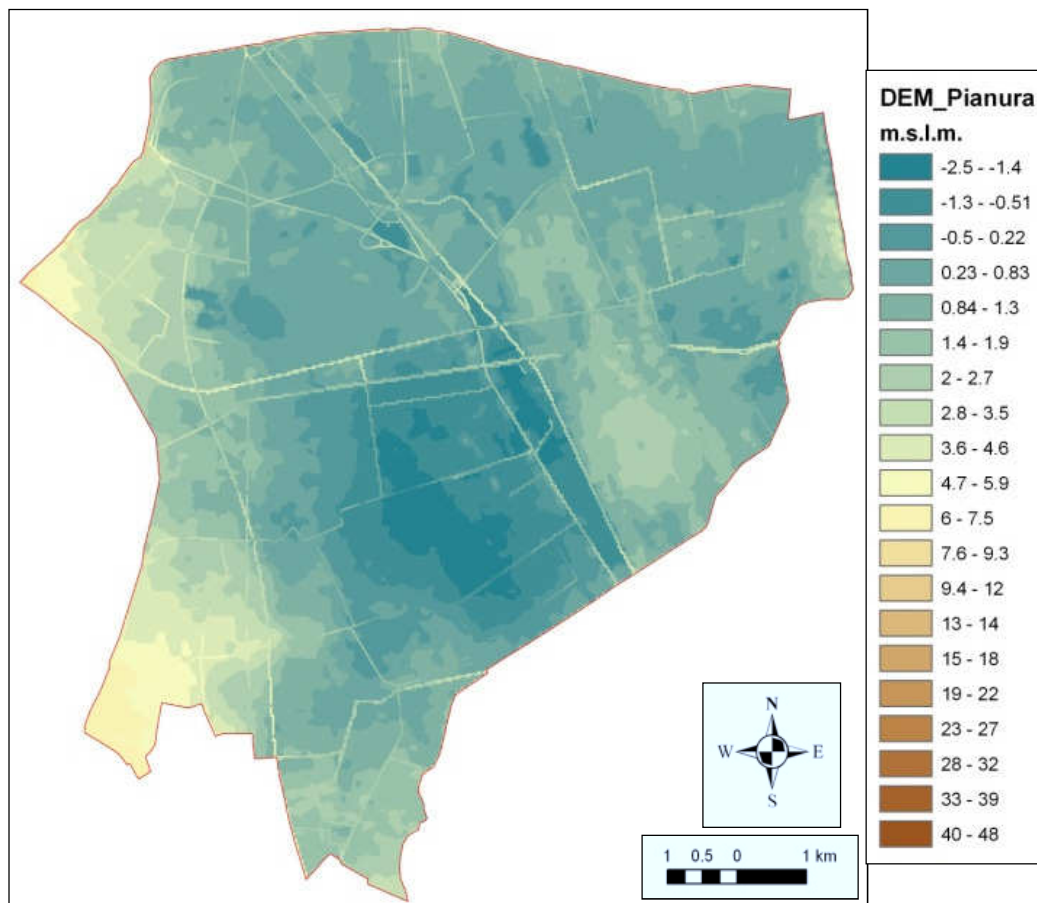 DEM_Pianura
m.s.l.m.
-2.5 - -1.4
-1.3 - -0.51
-0.5 - 0.22
0.23 - 0.83
0.84 - 1.3
1.4 - 1.9
2 - 2.7
2.8 - 3.5
3.6 - 4.6
4.7 - 5.9
6 - 7.5
7.6 - 9.3
9.4 - 12
13 - 14
15 - 18
19 - 22
23 - 27
28 - 32
33 - 39
40 - 48
N
W E
S
1 0.5 0 1 km